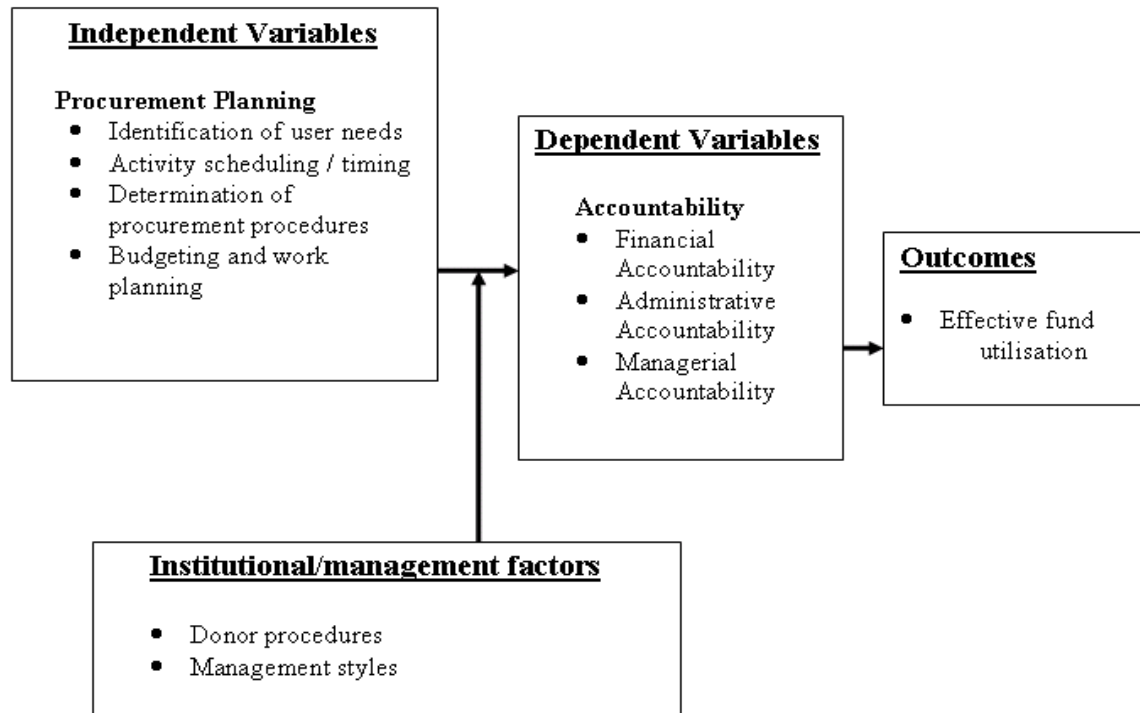 Independent Variables
Procurement Planning
• Identification of user needs
• Activity scheduling / timing
• Determination of
procurement procedures
• Budgeting and work
planning
Dependent Variables
Accountability
• Financial
Accountability
• Administrative
Accountability
• Managerial
Accountability
Outcomes
• Effective fund
utilisation
Institutional/management factors
• Donor procedures
• Management styles